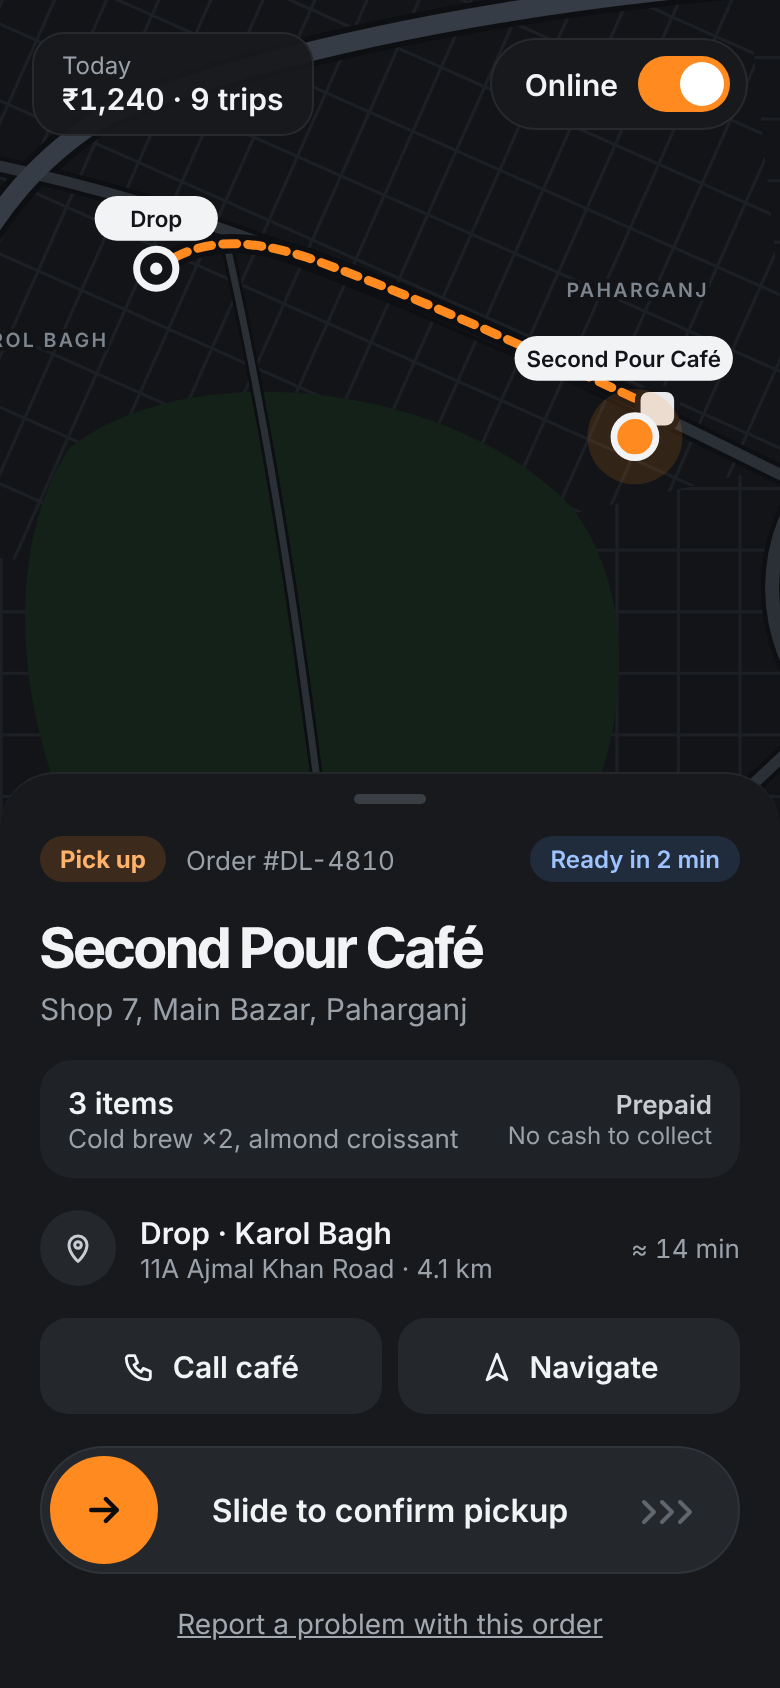 Today
₹1,240 · 9 trips
Online
Drop
PAHARGANJ
ROL BAGH
Second Pour Café
Pick up
Order #DL-4810
Ready in 2 min
Second Pour Café
Shop 7, Main Bazar, Paharganj
3 items
Prepaid
Cold brew ×2, almond croissant
No cash to collect
Drop · Karol Bagh
11A Ajmal Khan Road · 4.1 km
≈ 14 min
Call café
Navigate
Slide to confirm pickup
Report a problem with this order